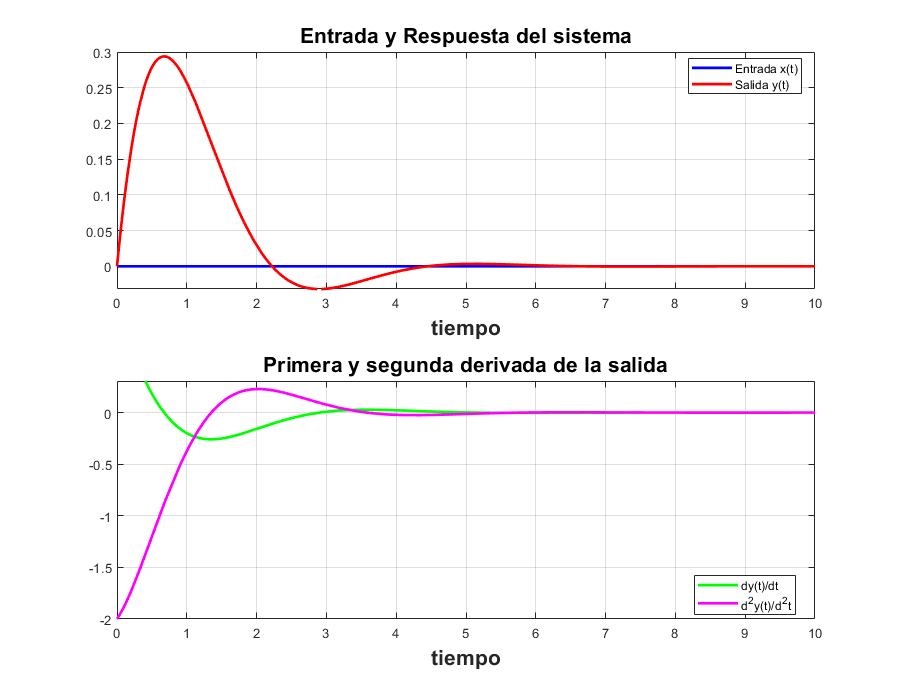 Entrada y Respuesta del sistema
0.3
0.25
0.2
0.15
0.1
0.05
0
Entrada x(t)
Salida y(t)
0 1 2 3 4 5 6 7 8 9 10
tiempo
Primera y segunda derivada de la salida
0
-0.5
-1
-1.5
-2
dy(t)/dt
d²y(t)/d²t
0 1 2 3 4 5 6 7 8 9 10
tiempo